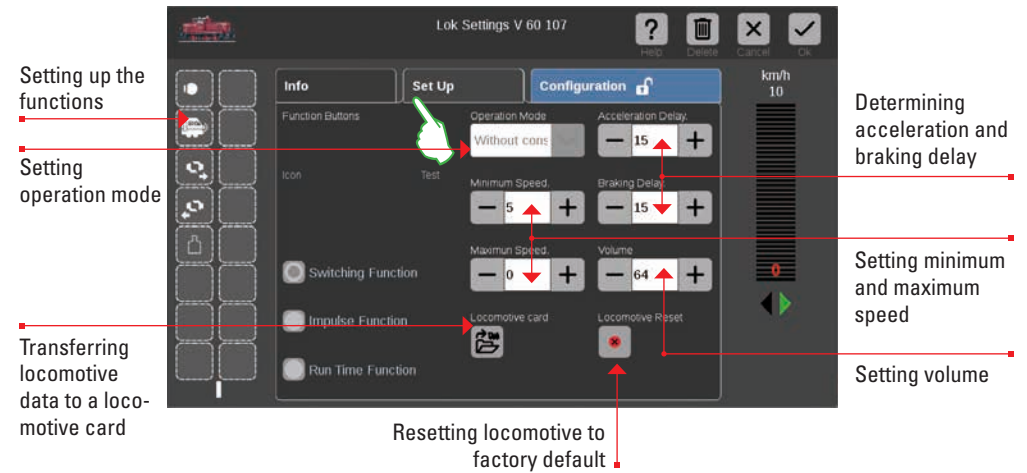 Lok Settings V 60 107
?
Help
Delete
Cancel
Ok
Setting up the
functions
Setting
operation mode
Transferring
locomotive
data to a loco-
motive card
Info
Set Up
Configuration
km/h
10
Function Buttons
Operation Mode
Without cons
Acceleration Delay.
15
Icon
Test
Minimum Speed.
5
Braking Delay.
15
Maximun Speed.
0
Volume
64
Switching Function
Impulse Function
Run Time Function
Locomotive card
Locomotive Reset
0
Determining
acceleration and
braking delay
Setting minimum
and maximum
speed
Setting volume
Resetting locomotive to
factory default